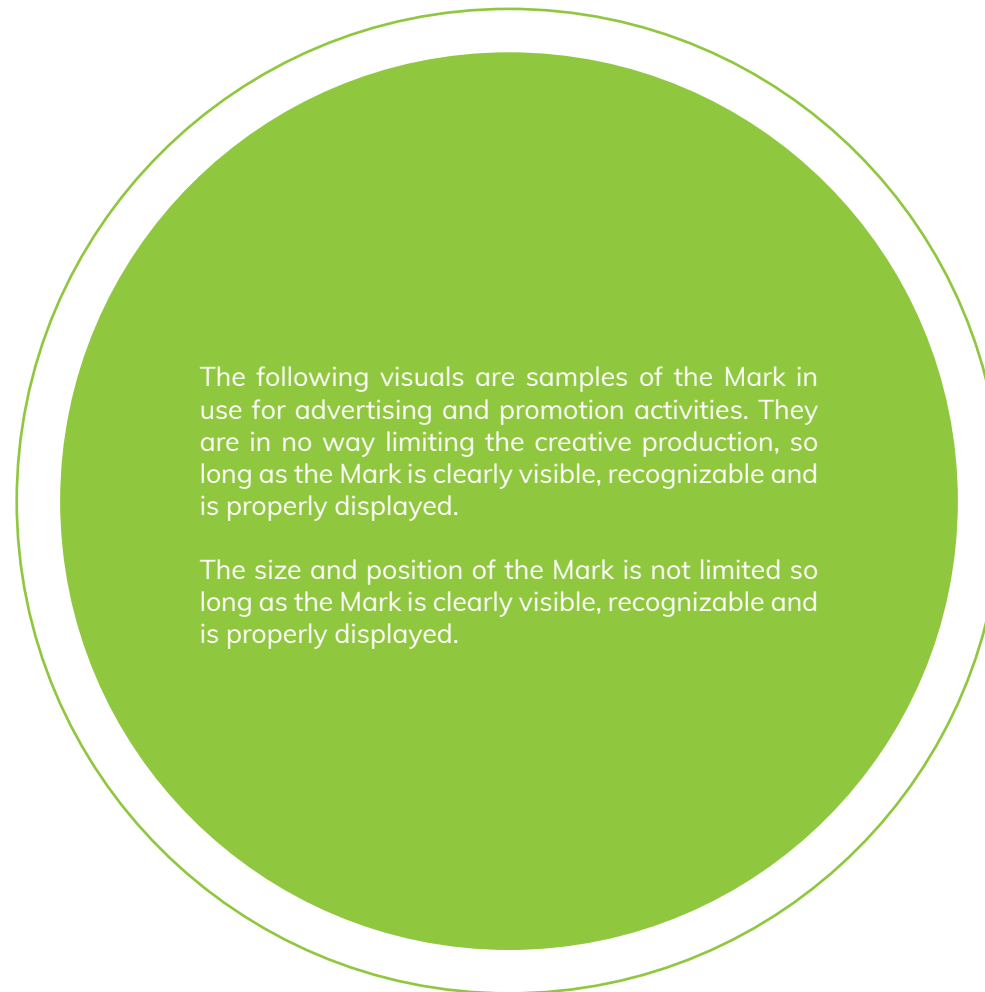 The following visuals are samples of the Mark in
use for advertising and promotion activities. They
are in no way limiting the creative production, so
long as the Mark is clearly visible, recognizable and
is properly displayed.
The size and position of the Mark is not limited so
long as the Mark is clearly visible, recognizable and
is properly displayed.